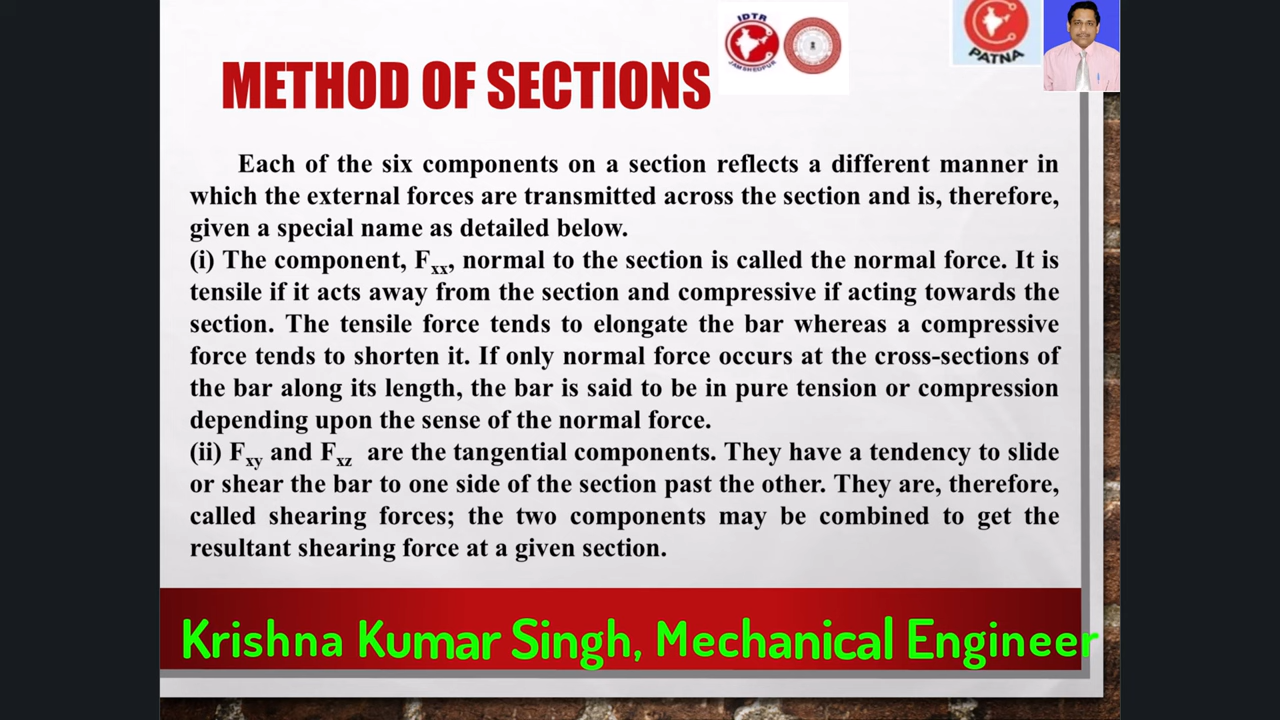 IDTR
JAMSHEDPUR
PATNA
METHOD OF SECTIONS
Each of the six components on a section reflects a different manner in
which the external forces are transmitted across the section and is, therefore,
given a special name as detailed below.
(i) The component, Fxx, normal to the section is called the normal force. It is
tensile if it acts away from the section and compressive if acting towards the
section. The tensile force tends to elongate the bar whereas a compressive
force tends to shorten it. If only normal force occurs at the cross-sections of
the bar along its length, the bar is said to be in pure tension or compression
depending upon the sense of the normal force.
(ii) Fxy and Fxz are the tangential components. They have a tendency to slide
or shear the bar to one side of the section past the other. They are, therefore,
called shearing forces; the two components may be combined to get the
resultant shearing force at a given section.
Krishna Kumar Singh, Mechanical Engineer